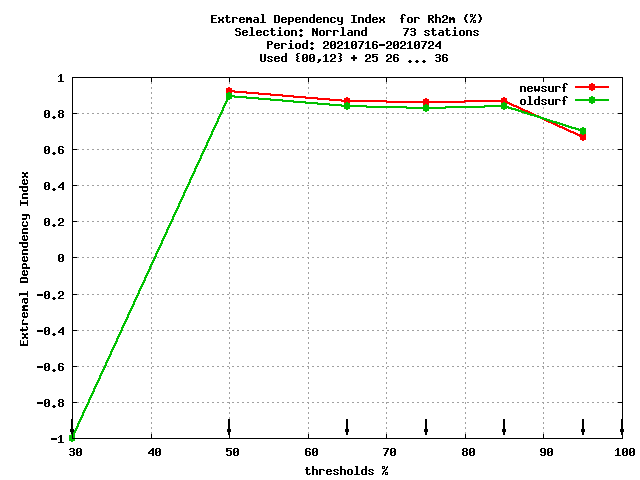 Extremal Dependency Index  for Rh2m (%)
Selection: Norrland     73 stations
Period: 20210716-20210724
Used {00,12} + 25 26 ... 36
newsurf
oldsurf
1
0.8
0.6
0.4
0.2
0
-0.2
-0.4
-0.6
-0.8
-1
Extremal Dependency Index
30 40 50 60 70 80 90 100
thresholds %